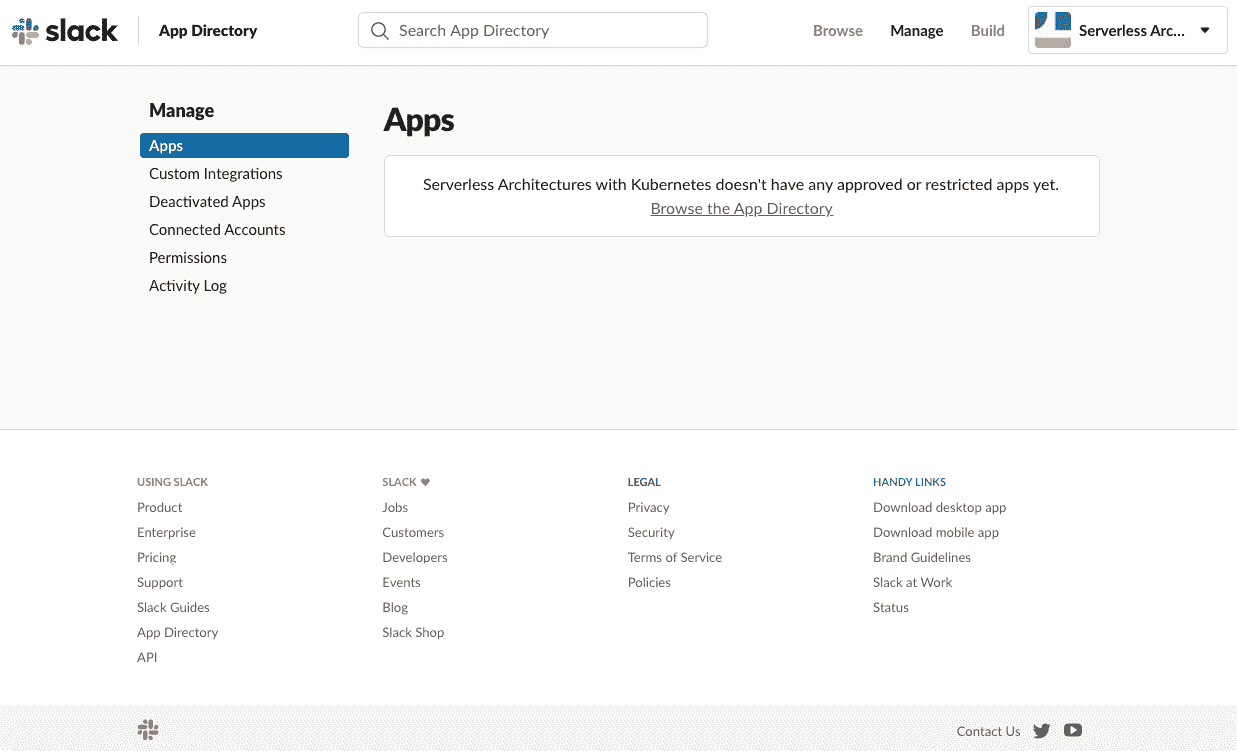 slack
App Directory
Search App Directory
Browse
Manage
Build
Serverless Arc...
Manage
Apps
Custom Integrations
Deactivated Apps
Connected Accounts
Permissions
Activity Log
Apps
Serverless Architectures with Kubernetes doesn't have any approved or restricted apps yet.
Browse the App Directory
USING SLACK
Product
Enterprise
Pricing
Support
Slack Guides
App Directory
API
SLACK ♥
Jobs
Customers
Developers
Events
Blog
Slack Shop
LEGAL
Privacy
Security
Terms of Service
Policies
HANDY LINKS
Download desktop app
Download mobile app
Brand Guidelines
Slack at Work
Status
Contact Us